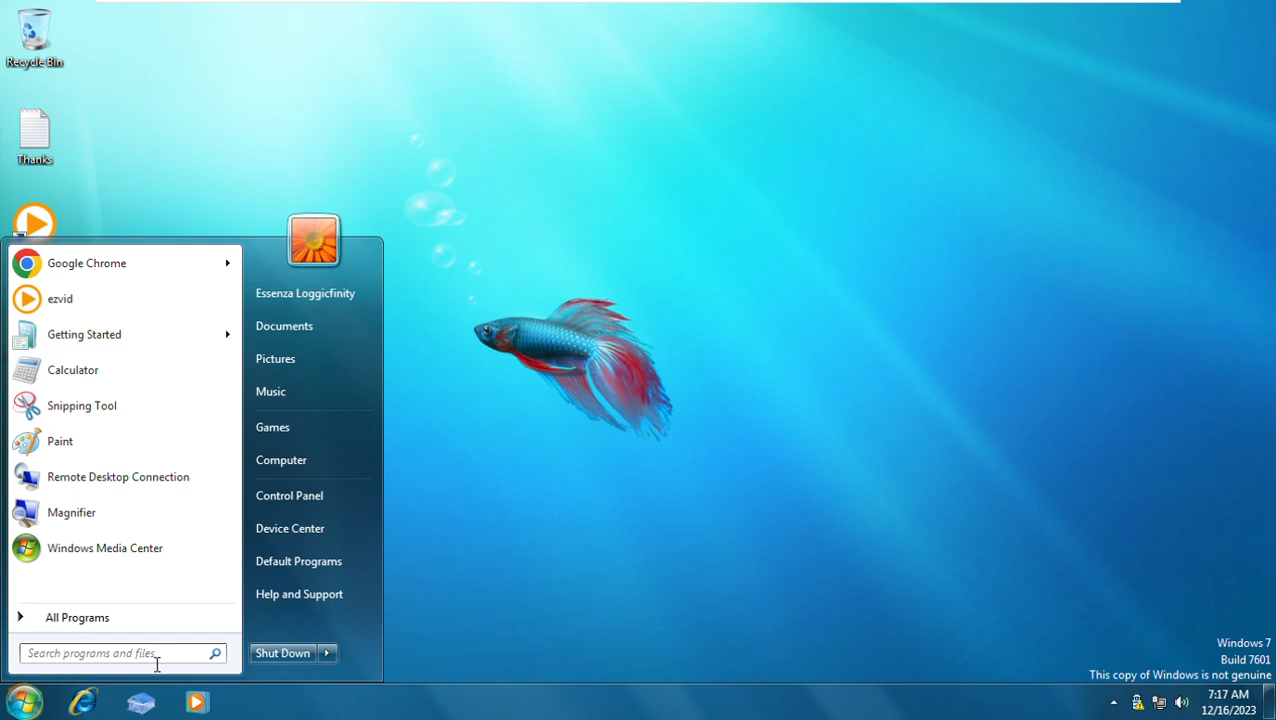 Recycle Bin
Thanks
Google Chrome
ezvid
Getting Started
Calculator
Snipping Tool
Paint
Remote Desktop Connection
Magnifier
Windows Media Center
All Programs
Search programs and files
Essenza Loggicfinity
Documents
Pictures
Music
Games
Computer
Control Panel
Device Center
Default Programs
Help and Support
Shut Down
Windows 7
Build 7601
This copy of Windows is not genuine
7:17 AM
12/16/2023